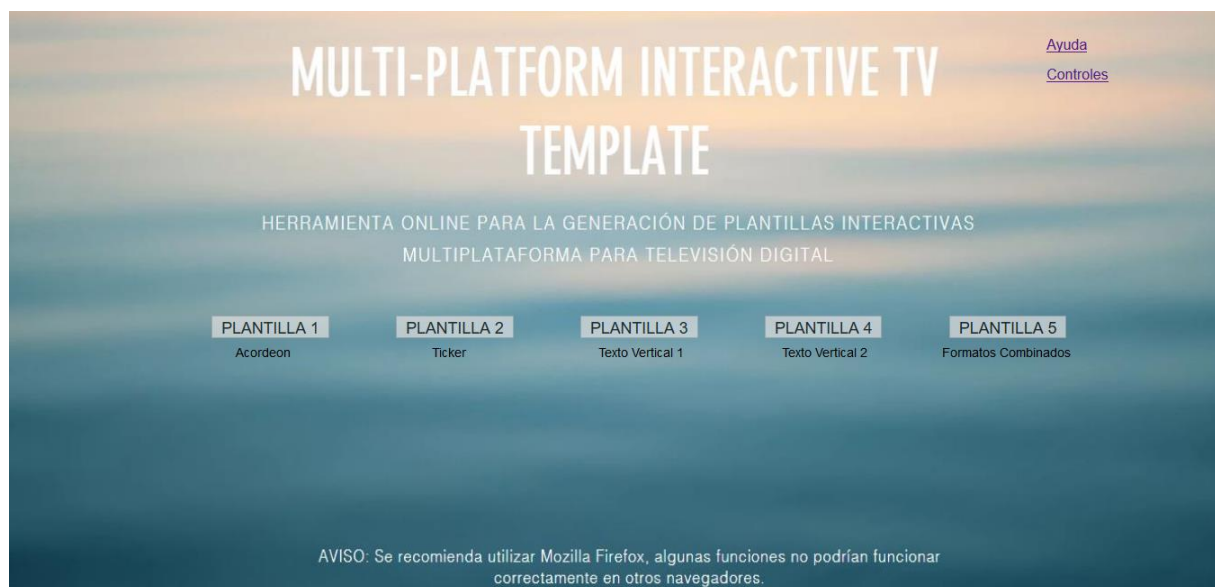 MULTI-PLATFORM INTERACTIVE TV
TEMPLATE
Ayuda
Controles
HERRAMIENTA ONLINE PARA LA GENERACIÓN DE PLANTILLAS INTERACTIVAS
MULTIPLATAFORMA PARA TELEVISIÓN DIGITAL
PLANTILLA 1
Acordeon
PLANTILLA 2
Ticker
PLANTILLA 3
Texto Vertical 1
PLANTILLA 4
Texto Vertical 2
PLANTILLA 5
Formatos Combinados
AVISO: Se recomienda utilizar Mozilla Firefox, algunas funciones no podrían funcionar
correctamente en otros navegadores.